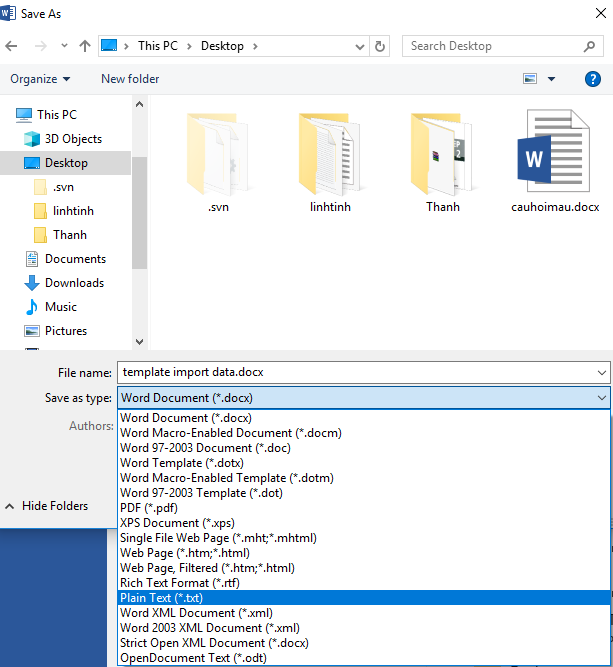 Save As
This PC
Desktop
Search Desktop
Organize
New folder
This PC
3D Objects
Desktop
.svn
linhtinh
Thanh
Documents
Downloads
Music
Pictures
.svn
linhtinh
Thanh
W
cauhoimau.docx
File name: template import data.docx
Save as type: Word Document (*.docx)
Authors:
Word Document (*.docx)
Word Macro-Enabled Document (*.docm)
Word 97-2003 Document (*.doc)
Word Template (*.dotx)
Word Macro-Enabled Template (*.dotm)
Word 97-2003 Template (*.dot)
PDF (*.pdf)
XPS Document (*.xps)
Single File Web Page (*.mht;*.mhtml)
Web Page (*.htm;*.html)
Web Page, Filtered (*.htm;*.html)
Rich Text Format (*.rtf)
Plain Text (*.txt)
Word XML Document (*.xml)
Word 2003 XML Document (*.xml)
Strict Open XML Document (*.docx)
OpenDocument Text (*.odt)
Hide Folders